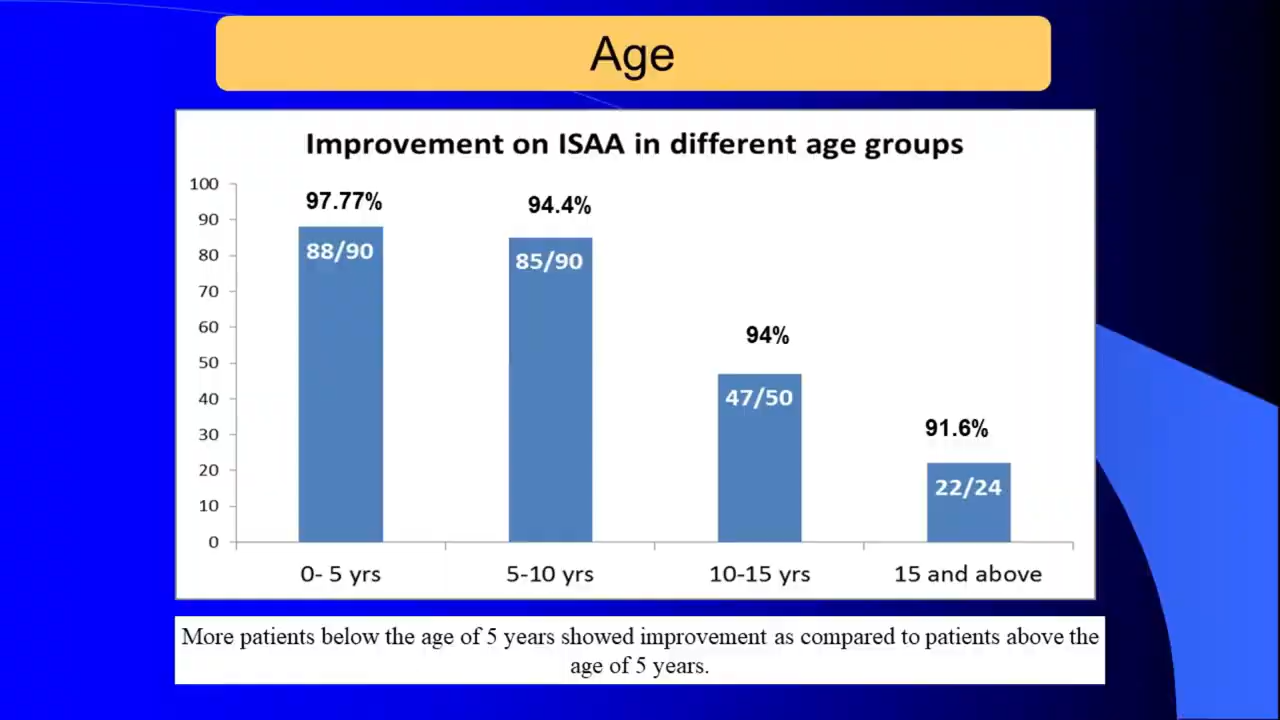 Age
Improvement on ISAA in different age groups
100
90
80
70
60
50
40
30
20
10
0
97.77%
88/90
94.4%
85/90
94%
47/50
91.6%
22/24
0- 5 yrs
5-10 yrs
10-15 yrs
15 and above
More patients below the age of 5 years showed improvement as compared to patients above the
age of 5 years.